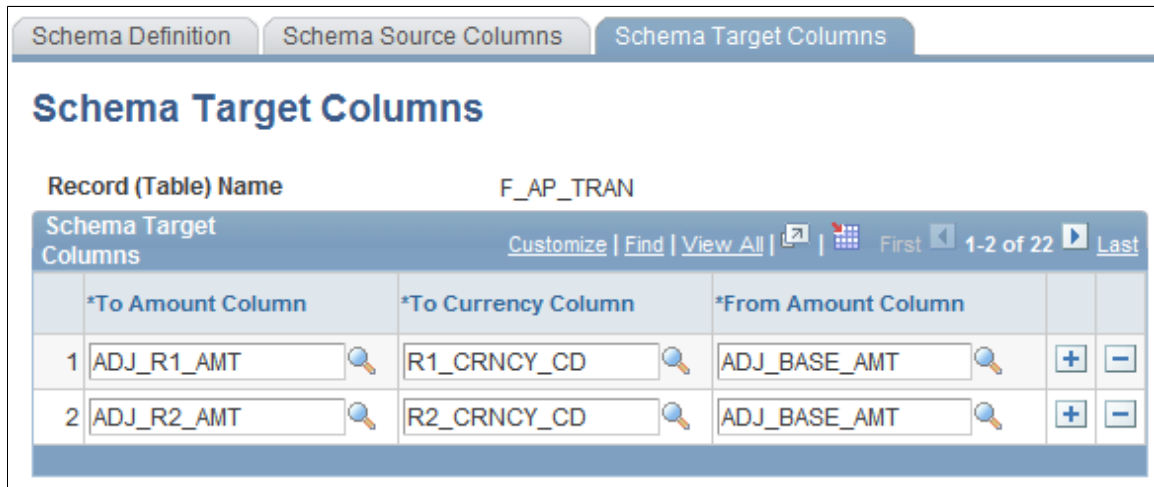 Schema Definition Schema Source Columns Schema Target Columns
Schema Target Columns
Record (Table) Name F_AP_TRAN
Schema Target
Columns
Customize | Find | View All | | First 1-2 of 22 Last
*To Amount Column *To Currency Column *From Amount Column
1 ADJ_R1_AMT R1_CRNCY_CD ADJ_BASE_AMT + −
2 ADJ_R2_AMT R2_CRNCY_CD ADJ_BASE_AMT + −